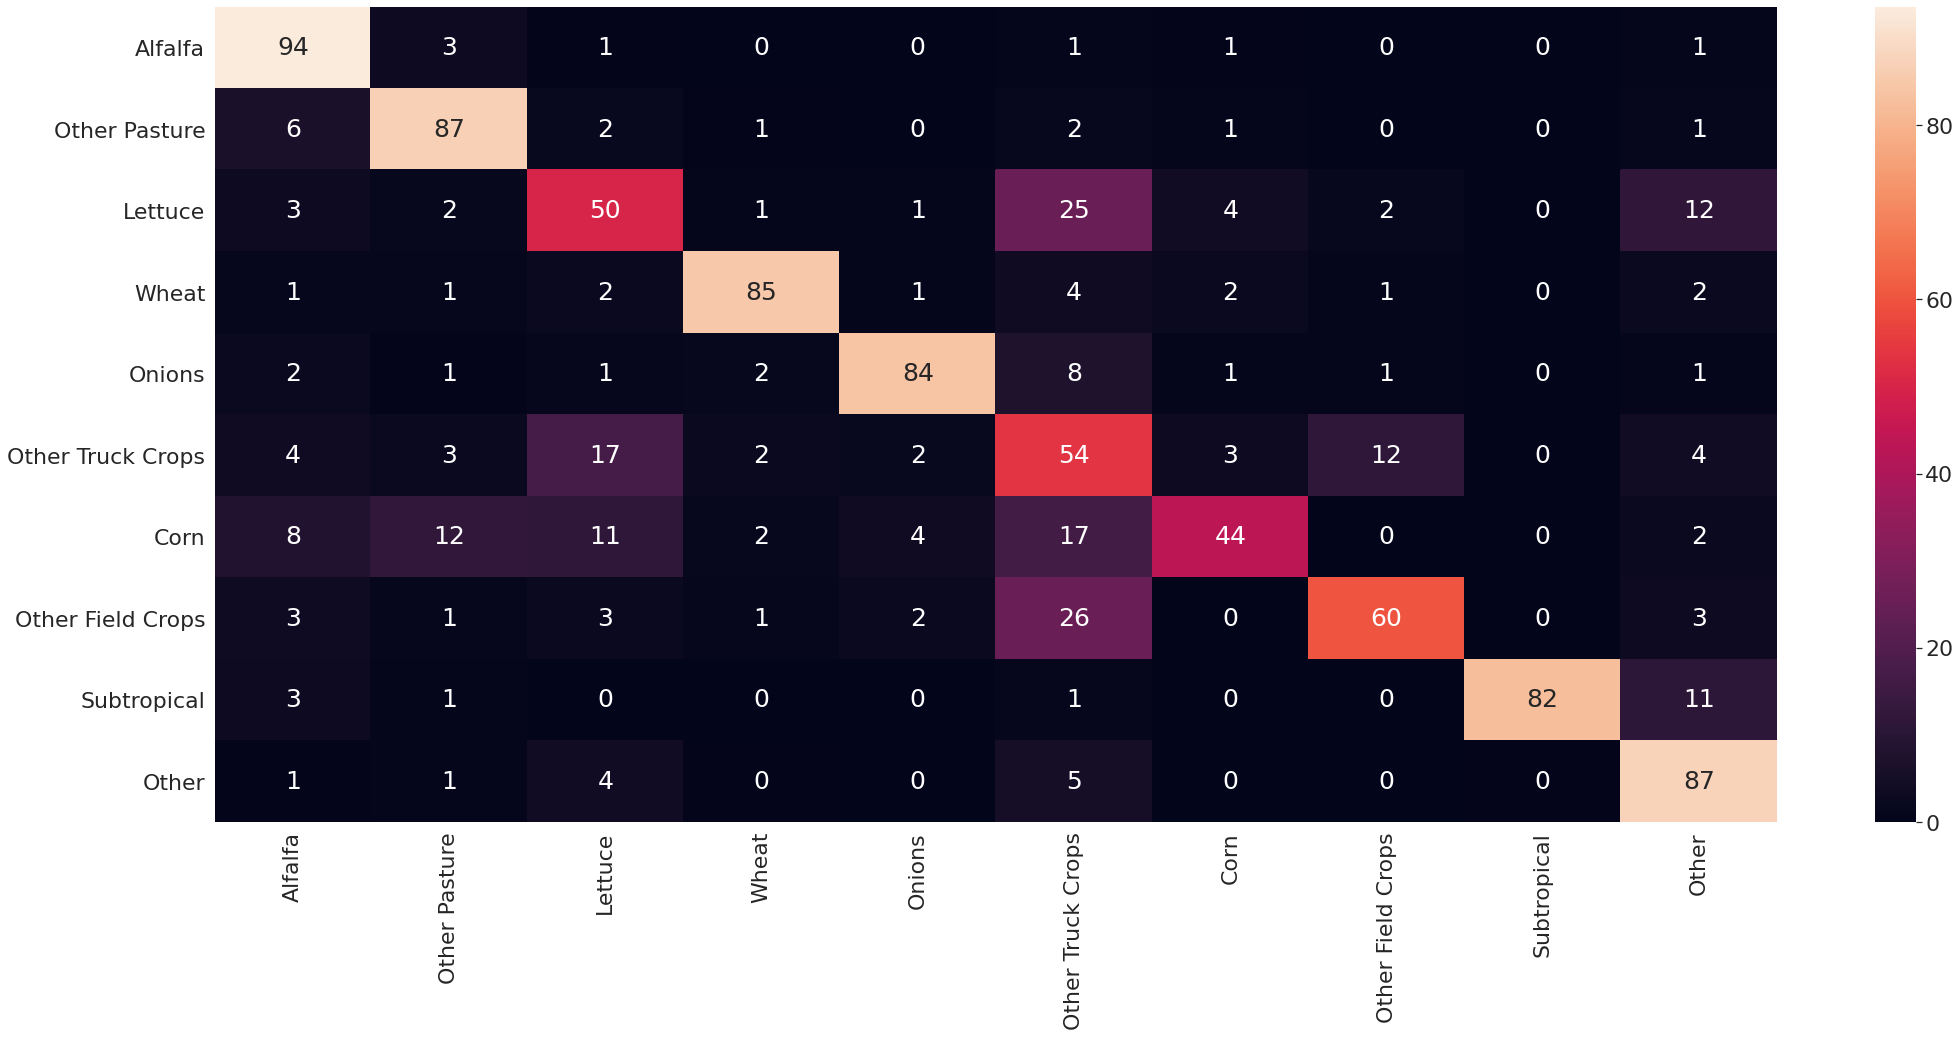 Alfalfa 94 3 1 0 0 1 1 0 0 1
Other Pasture 6 87 2 1 0 2 1 0 0 1
Lettuce 3 2 50 1 1 25 4 2 0 12
Wheat 1 1 2 85 1 4 2 1 0 2
Onions 2 1 1 2 84 8 1 1 0 1
Other Truck Crops 4 3 17 2 2 54 3 12 0 4
Corn 8 12 11 2 4 17 44 0 0 2
Other Field Crops 3 1 3 1 2 26 0 60 0 3
Subtropical 3 1 0 0 0 1 0 0 82 11
Other 1 1 4 0 0 5 0 0 0 87
Alfalfa
Other Pasture
Lettuce
Wheat
Onions
Other Truck Crops
Corn
Other Field Crops
Subtropical
Other
80
60
40
20
0